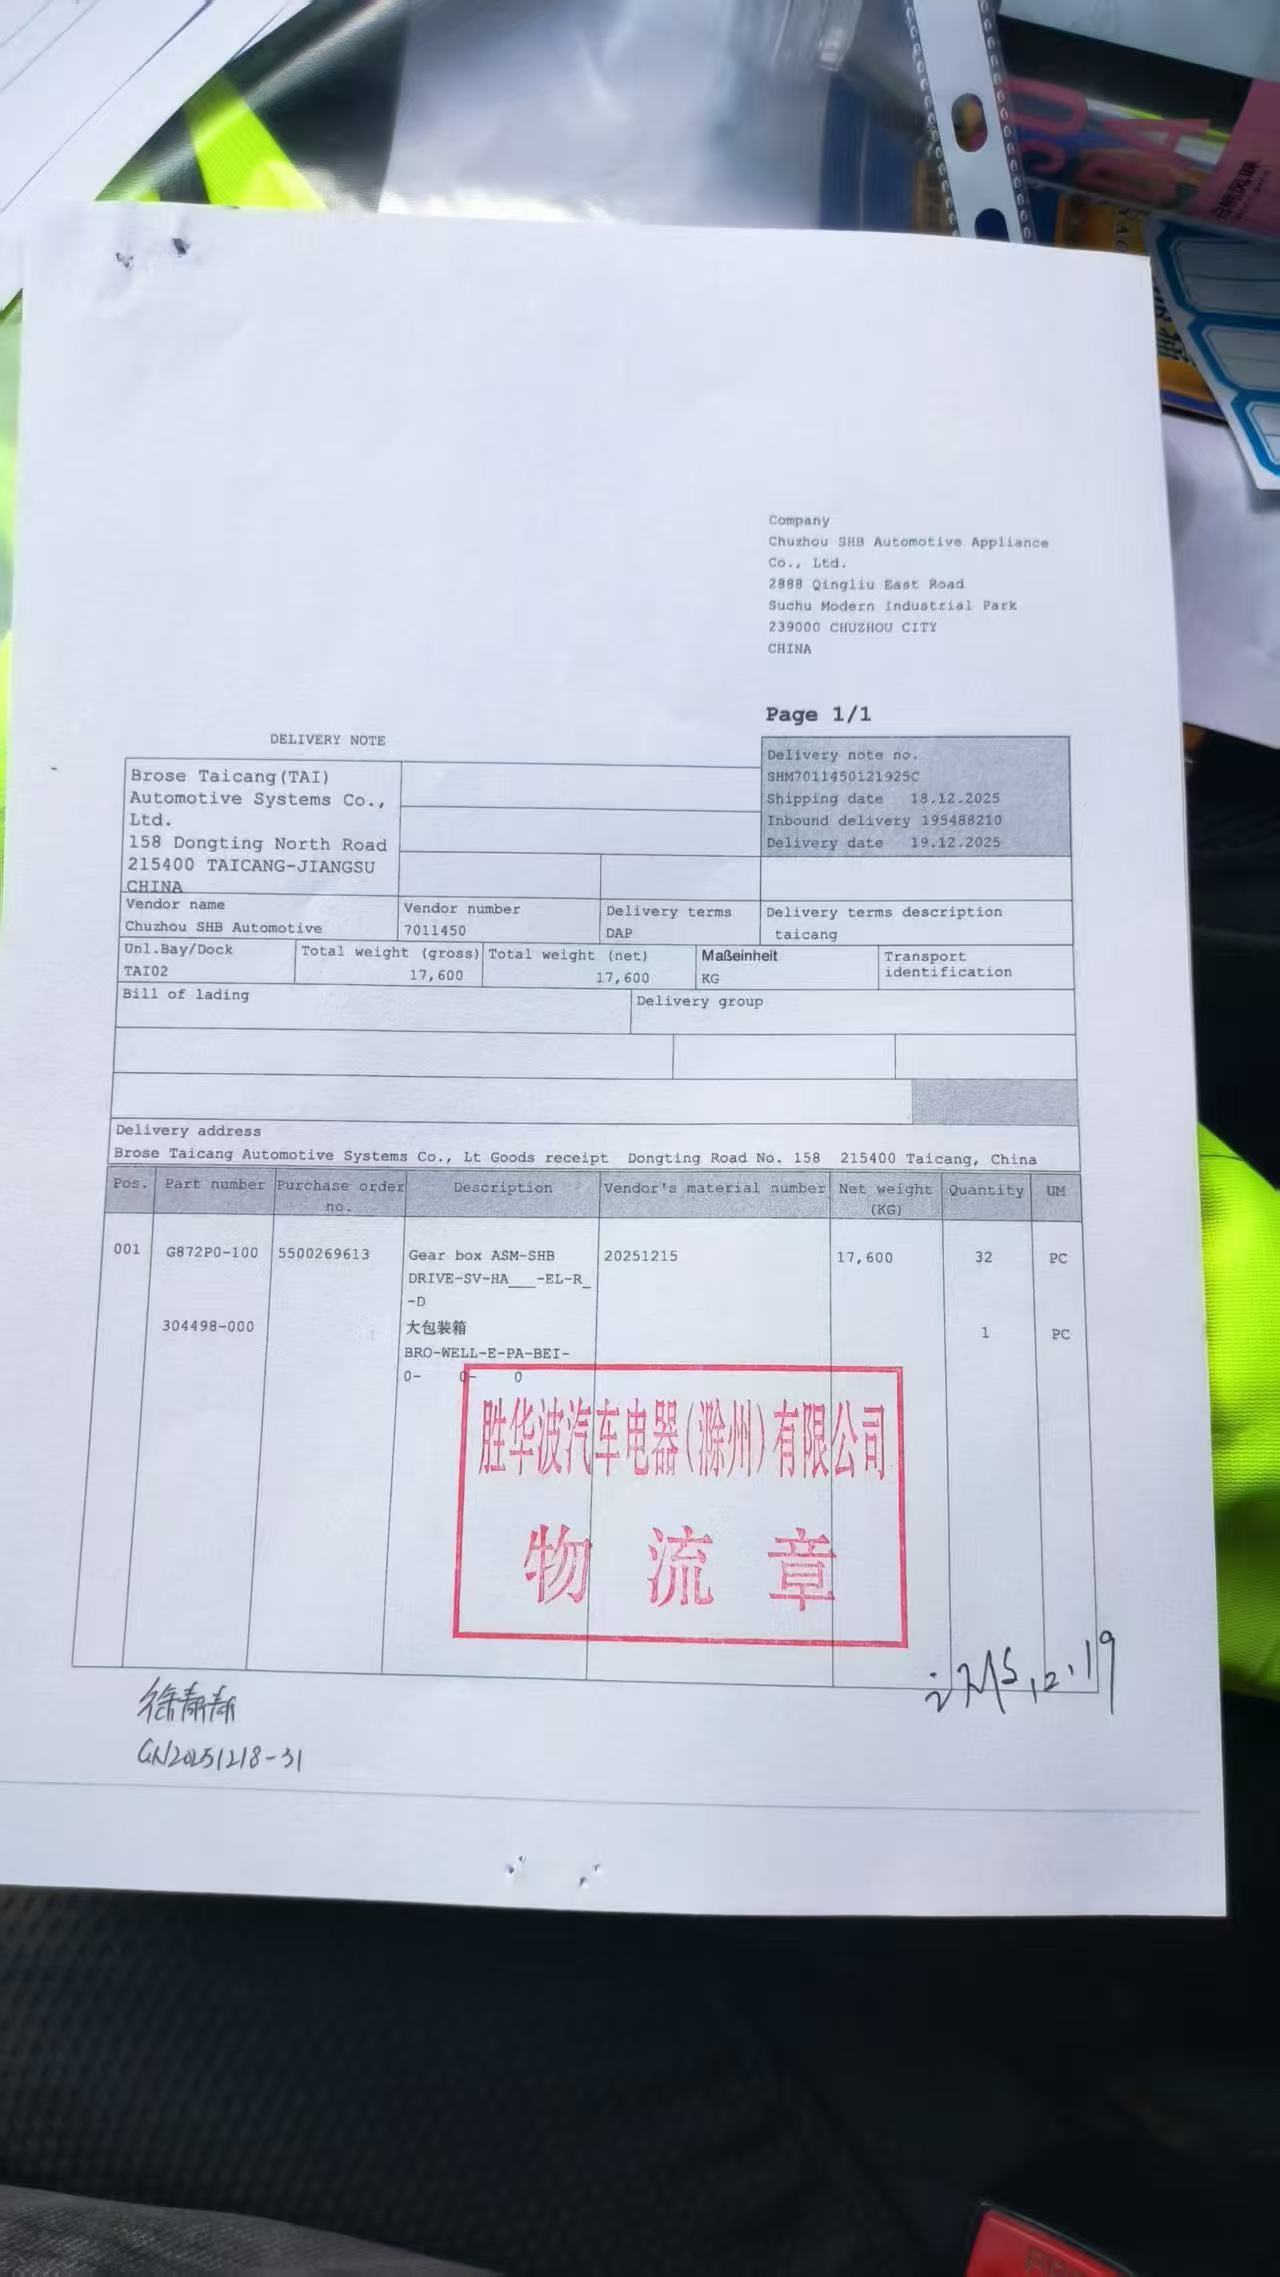 Company
Chuzhou SHB Automotive Appliance
Co., Ltd.
2888 Qingliu East Road
Suchu Modern Industrial Park
239000 CHUZHOU CITY
CHINA
Page 1/1
DELIVERY NOTE
Delivery note no.
SHM7011450121925C
Shipping date 18.12.2025
Inbound delivery 195488210
Delivery date 19.12.2025
Brose Taicang(TAI)
Automotive Systems Co.,
Ltd.
158 Dongting North Road
215400 TAICANG-JIANGSU
CHINA
Vendor name
Chuzhou SHB Automotive
Vendor number
7011450
Delivery terms
DAP
Delivery terms description
taicang
Unl.Bay/Dock
TAI02
Total weight (gross)
17,600
Total weight (net)
17,600
Maßeinheit
KG
Transport
identification
Bill of lading
Delivery group
Delivery address
Brose Taicang Automotive Systems Co., Lt Goods receipt Dongting Road No. 158 215400 Taicang, China
Pos. Part number Purchase order no. Description Vendor's material number Net weight (KG) Quantity UM
001 G872P0-100 5500269613 Gear box ASM-SHB 20251215 17,600 32 PC
DRIVE-SV-HA___-EL-R_
-D
304498-000 大包装箱 1 PC
BRO-WELL-E-PA-BEI-
0- 0- 0
胜华波汽车电器(滁州)有限公司
物流章
徐静静
GN20251218-31
12.19